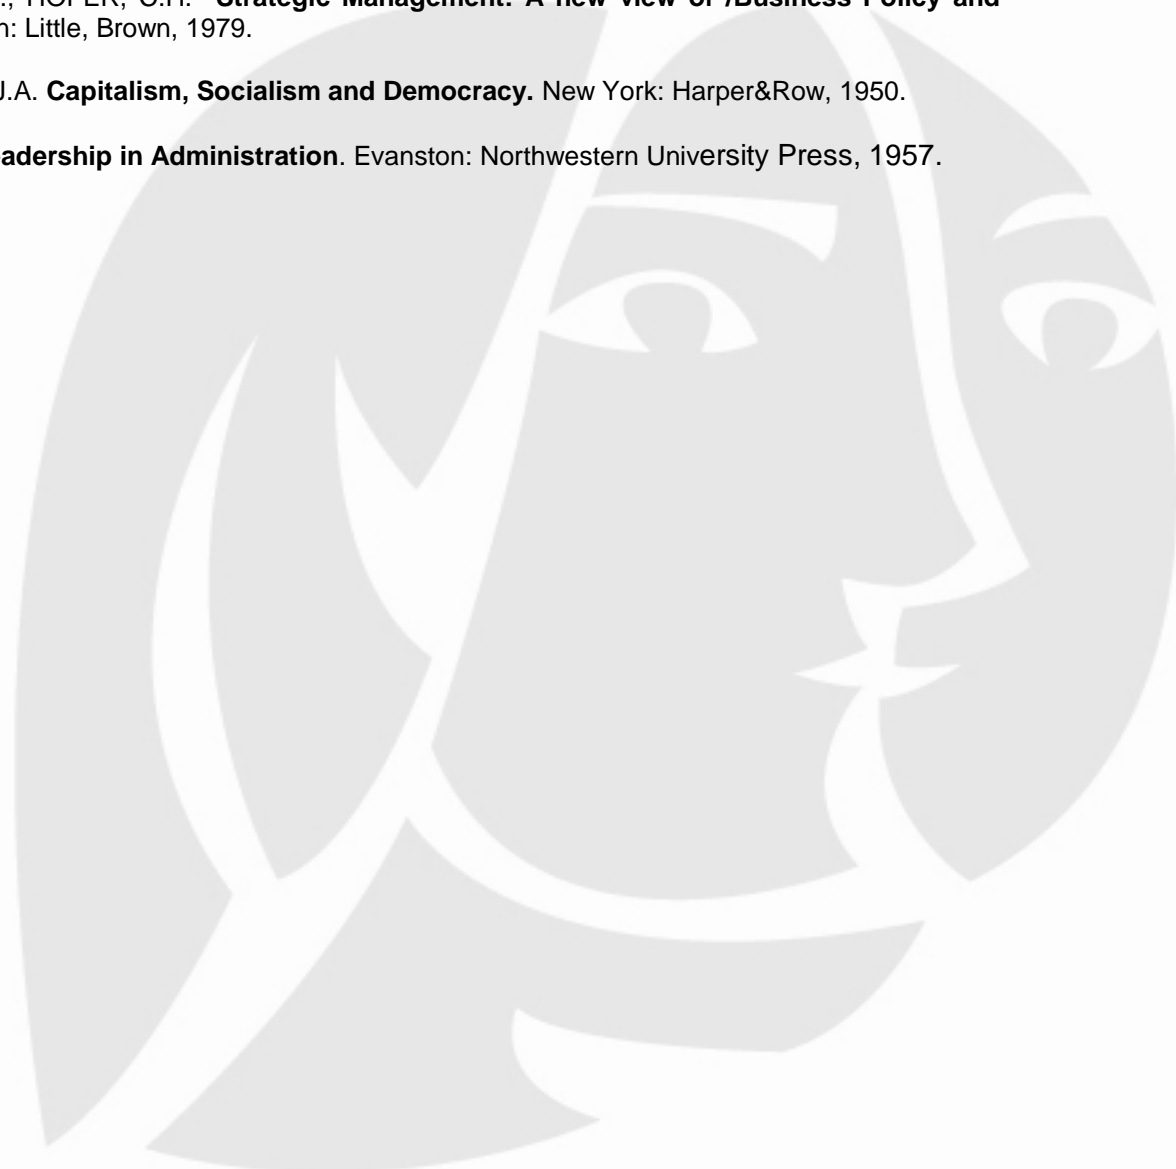 ., HOFER, C.H. Strategic Management: A new view of /Business Policy and
n: Little, Brown, 1979.
J.A. Capitalism, Socialism and Democracy. New York: Harper&Row, 1950.
adership in Administration. Evanston: Northwestern University Press, 1957.